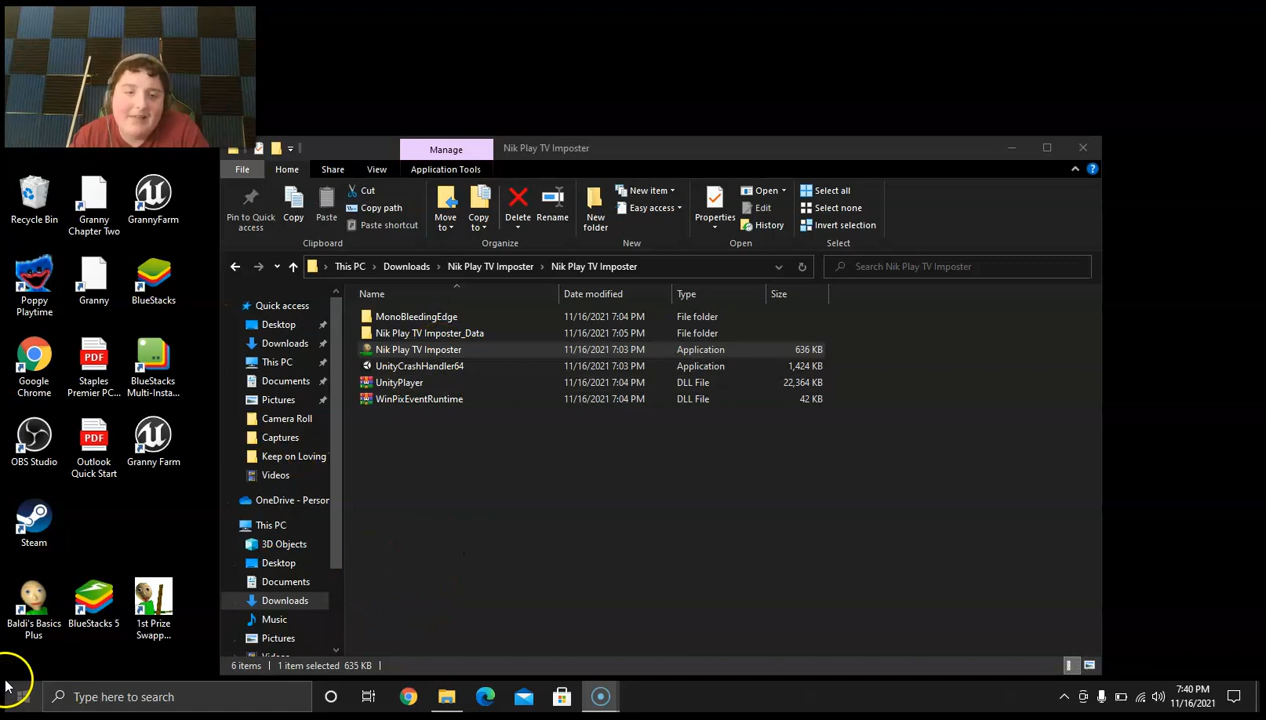 Manage
Nik Play TV Imposter
File
Home
Share
View
Application Tools
Pin to Quick access
Copy
Paste
Cut
Copy path
Paste shortcut
Clipboard
Move to
Copy to
Delete
Rename
Organize
New folder
New item
Easy access
New
Properties
Open
Edit
History
Open
Select all
Select none
Invert selection
Select
This PC > Downloads > Nik Play TV Imposter > Nik Play TV Imposter
Search Nik Play TV Imposter
Name Date modified Type Size
MonoBleedingEdge 11/16/2021 7:04 PM File folder
Nik Play TV Imposter_Data 11/16/2021 7:05 PM File folder
Nik Play TV Imposter 11/16/2021 7:03 PM Application 636 KB
UnityCrashHandler64 11/16/2021 7:03 PM Application 1,424 KB
UnityPlayer 11/16/2021 7:04 PM DLL File 22,364 KB
WinPixEventRuntime 11/16/2021 7:04 PM DLL File 42 KB
Quick access
Desktop
Downloads
This PC
Documents
Pictures
Camera Roll
Captures
Keep on Loving
Videos
OneDrive - Person
This PC
3D Objects
Desktop
Documents
Downloads
Music
Pictures
6 items 1 item selected 635 KB
Recycle Bin
Granny Chapter Two
GrannyFarm
Poppy Playtime
Granny
BlueStacks
Google Chrome
PDF
Staples Premier PC...
BlueStacks Multi-Insta...
OBS Studio
PDF
Outlook Quick Start
Granny Farm
Steam
Baldi's Basics Plus
BlueStacks 5
1st Prize Swapp...
Type here to search
7:40 PM
11/16/2021